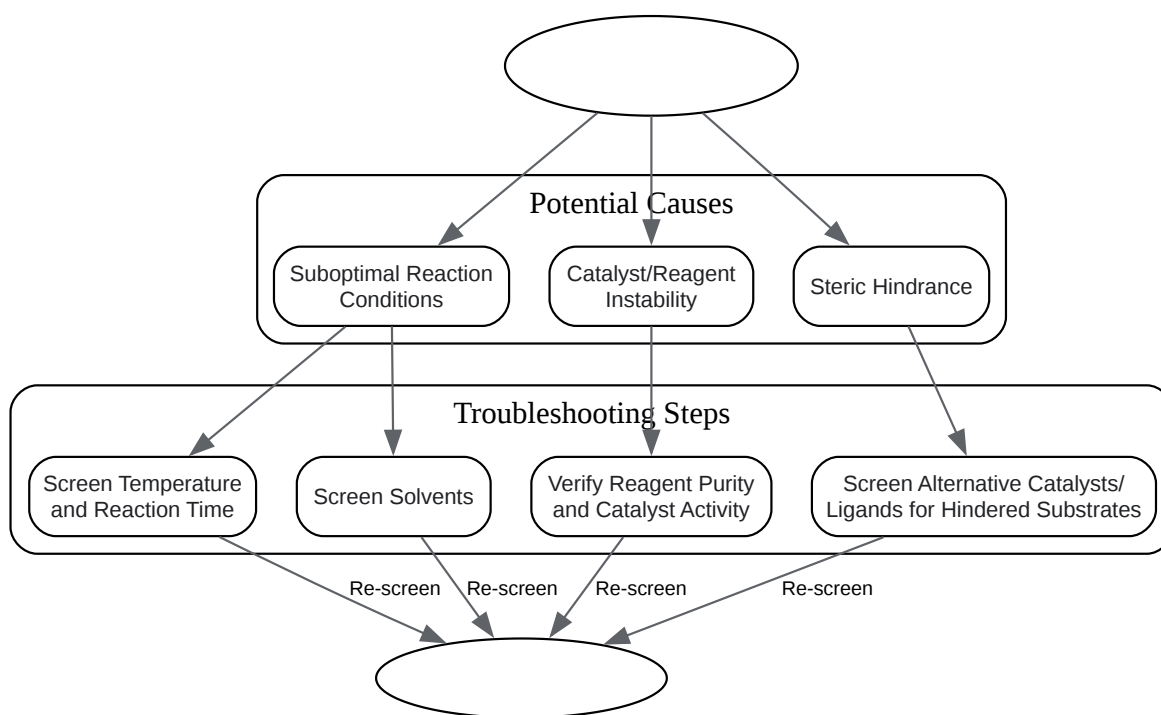 Potential Causes
Suboptimal Reaction
Conditions
Catalyst/Reagent
Instability
Steric Hindrance
Troubleshooting Steps
Screen Temperature
and Reaction Time
Screen Solvents
Verify Reagent Purity
and Catalyst Activity
Screen Alternative Catalysts/
Ligands for Hindered Substrates
Re-screen
Re-screen
Re-screen
Re-screen